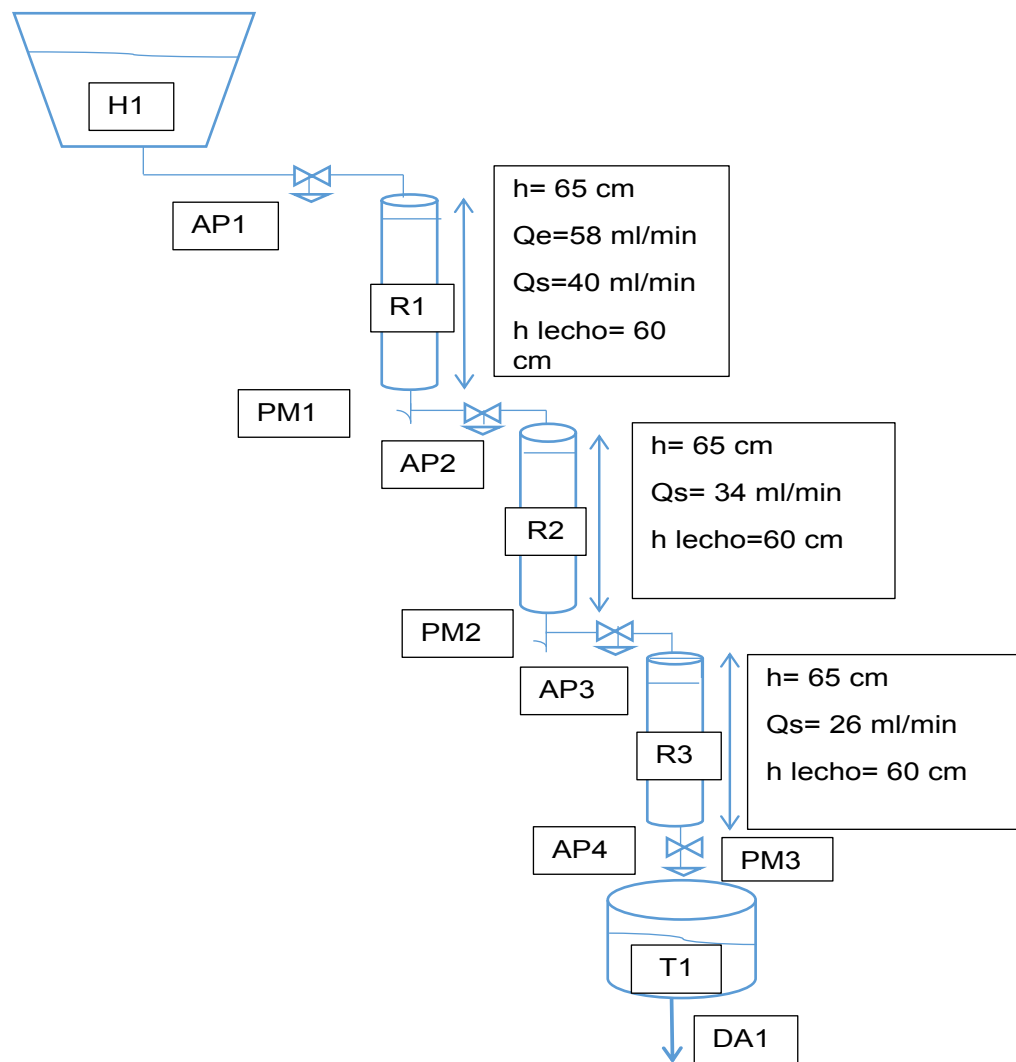 H1
AP1
h= 65 cm
Qe=58 ml/min
Qs=40 ml/min
h lecho= 60
cm
R1
PM1
AP2
h= 65 cm
Qs= 34 ml/min
h lecho=60 cm
R2
PM2
AP3
h= 65 cm
Qs= 26 ml/min
h lecho= 60 cm
R3
AP4
PM3
T1
DA1